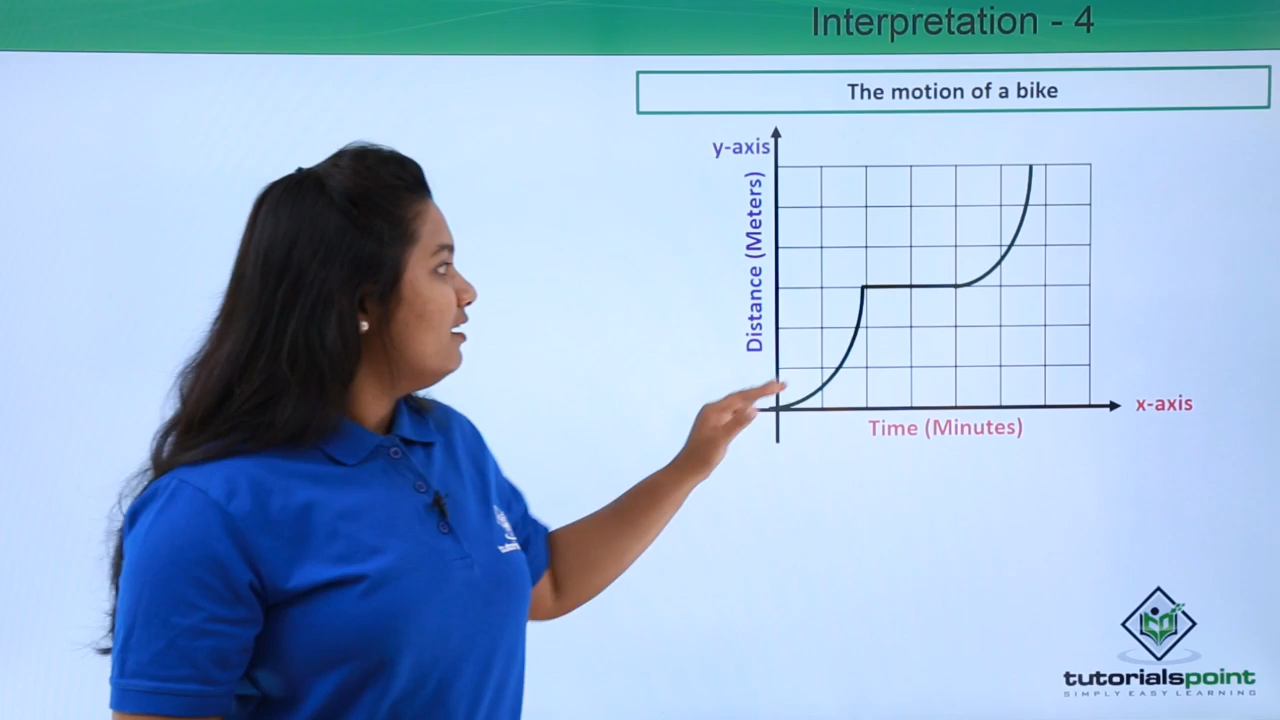 Interpretation - 4
The motion of a bike
y-axis
Distance (Meters)
x-axis
Time (Minutes)
tutorialspoint
SIMPLY EASY LEARNING